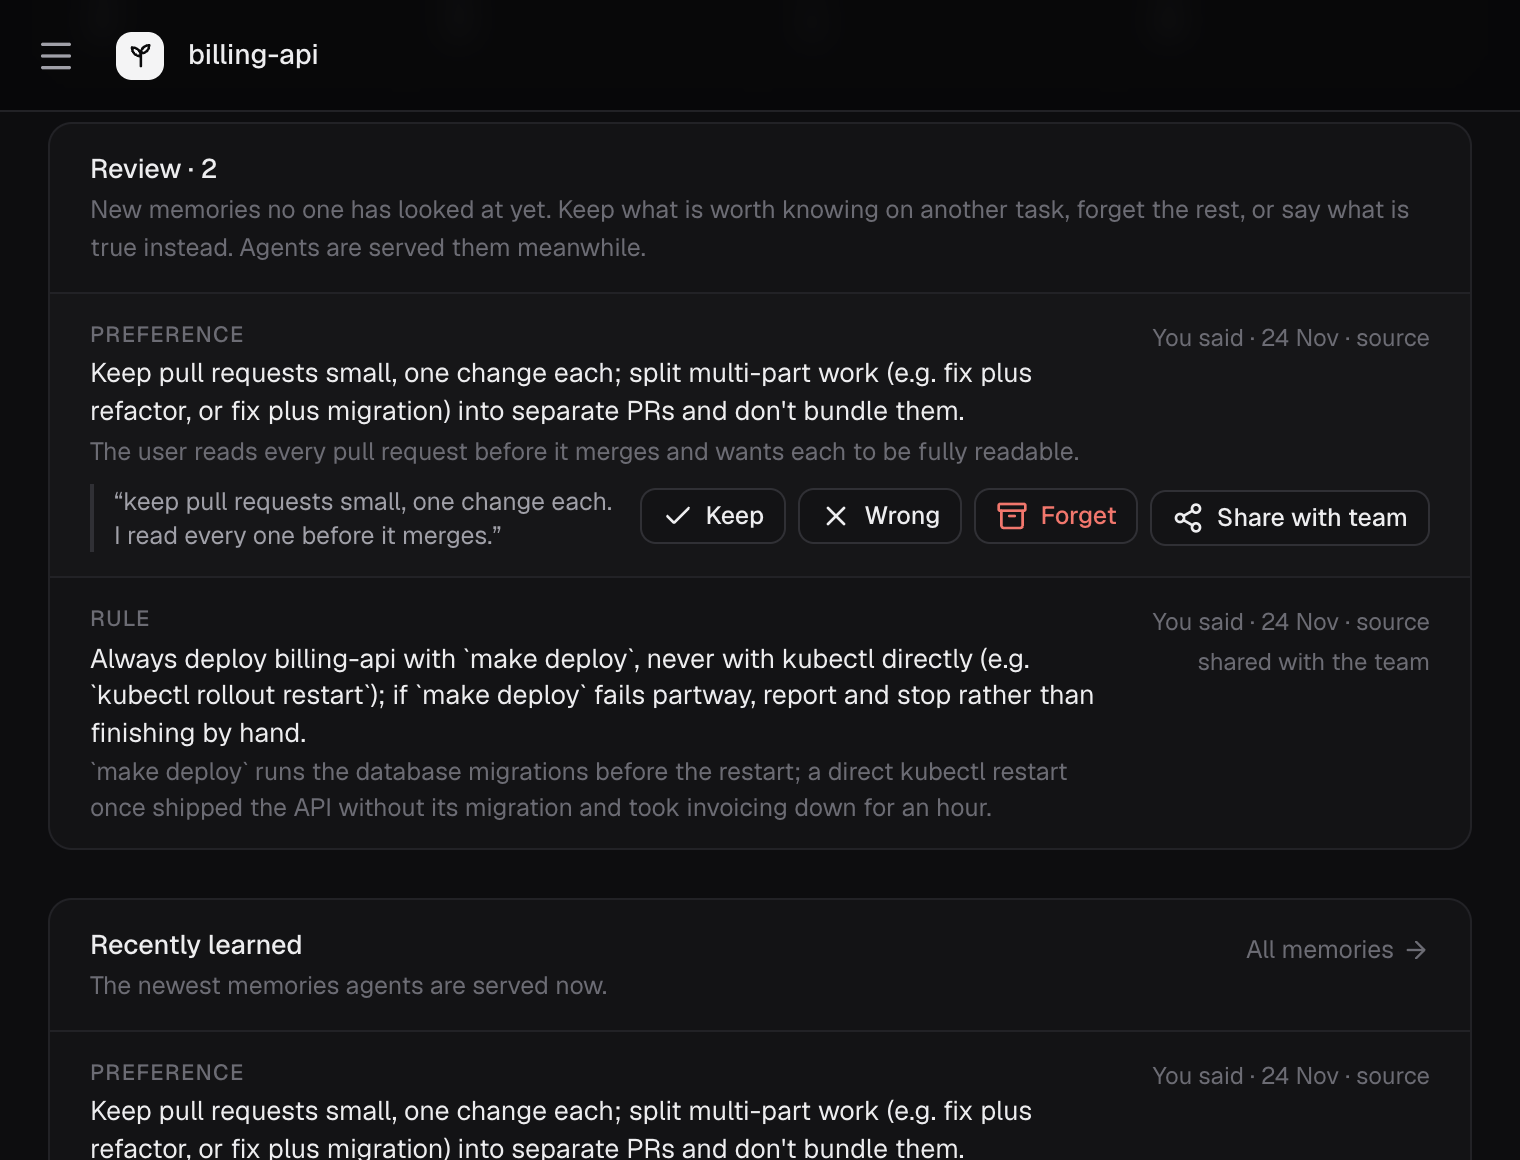 billing-api
Review · 2
New memories no one has looked at yet. Keep what is worth knowing on another task, forget the rest, or say what is
true instead. Agents are served them meanwhile.
PREFERENCE
You said · 24 Nov · source
Keep pull requests small, one change each; split multi-part work (e.g. fix plus
refactor, or fix plus migration) into separate PRs and don't bundle them.
The user reads every pull request before it merges and wants each to be fully readable.
“keep pull requests small, one change each.
I read every one before it merges.”
Keep
Wrong
Forget
Share with team
RULE
You said · 24 Nov · source
shared with the team
Always deploy billing-api with `make deploy`, never with kubectl directly (e.g.
`kubectl rollout restart`); if `make deploy` fails partway, report and stop rather than
finishing by hand.
`make deploy` runs the database migrations before the restart; a direct kubectl restart
once shipped the API without its migration and took invoicing down for an hour.
Recently learned
All memories →
The newest memories agents are served now.
PREFERENCE
You said · 24 Nov · source
Keep pull requests small, one change each; split multi-part work (e.g. fix plus
refactor, or fix plus migration) into separate PRs and don't bundle them.